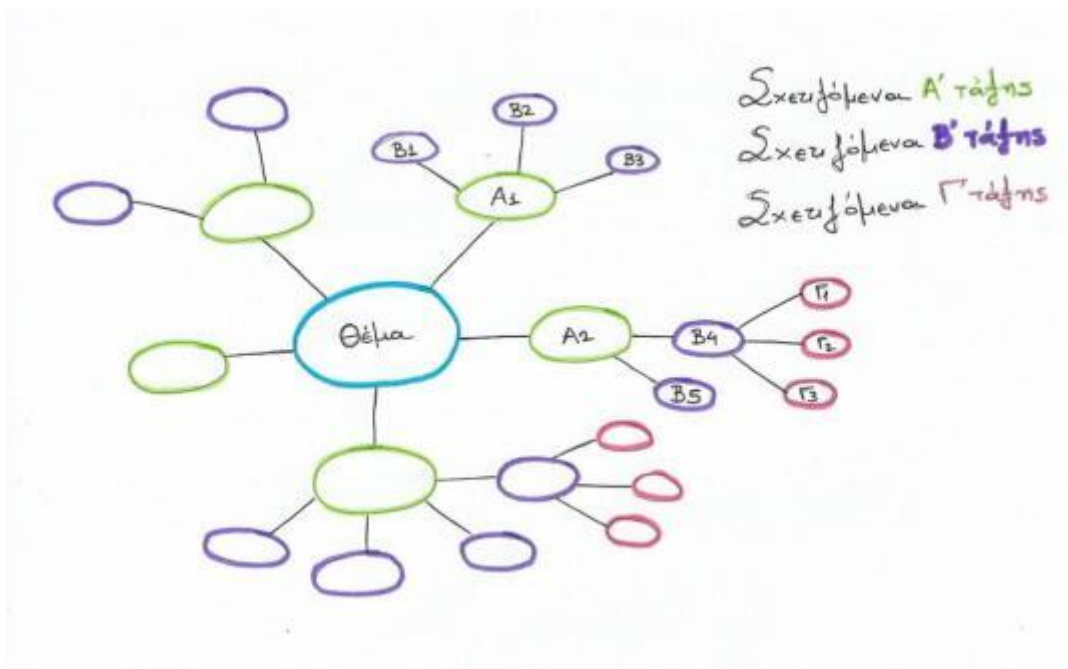 Σχετιζόμενα Α' τάξης
Σχετιζόμενα Β' τάξης
Σχετιζόμενα Γ' τάξης
Β2
Β1
Β3
Α1
Θέμα
Α2
Β4
Β5
Γ1
Γ2
Γ3